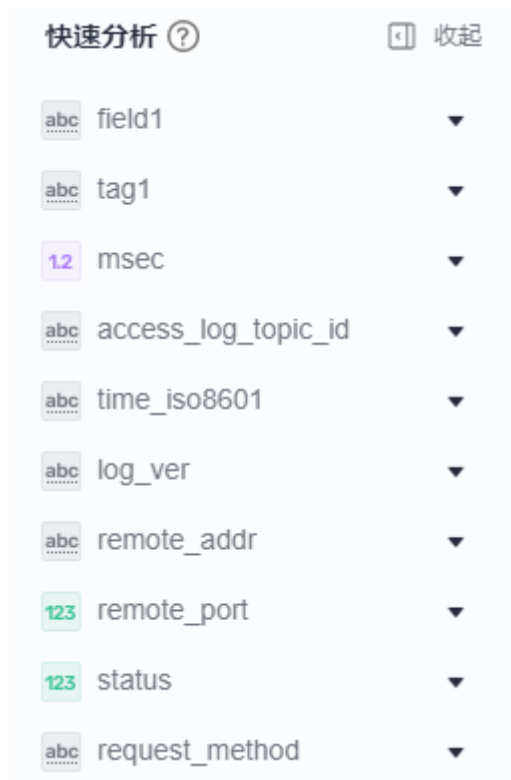 快速分析 ? 收起
abc field1
abc tag1
1.2 msec
abc access_log_topic_id
abc time_iso8601
abc log_ver
abc remote_addr
123 remote_port
123 status
abc request_method